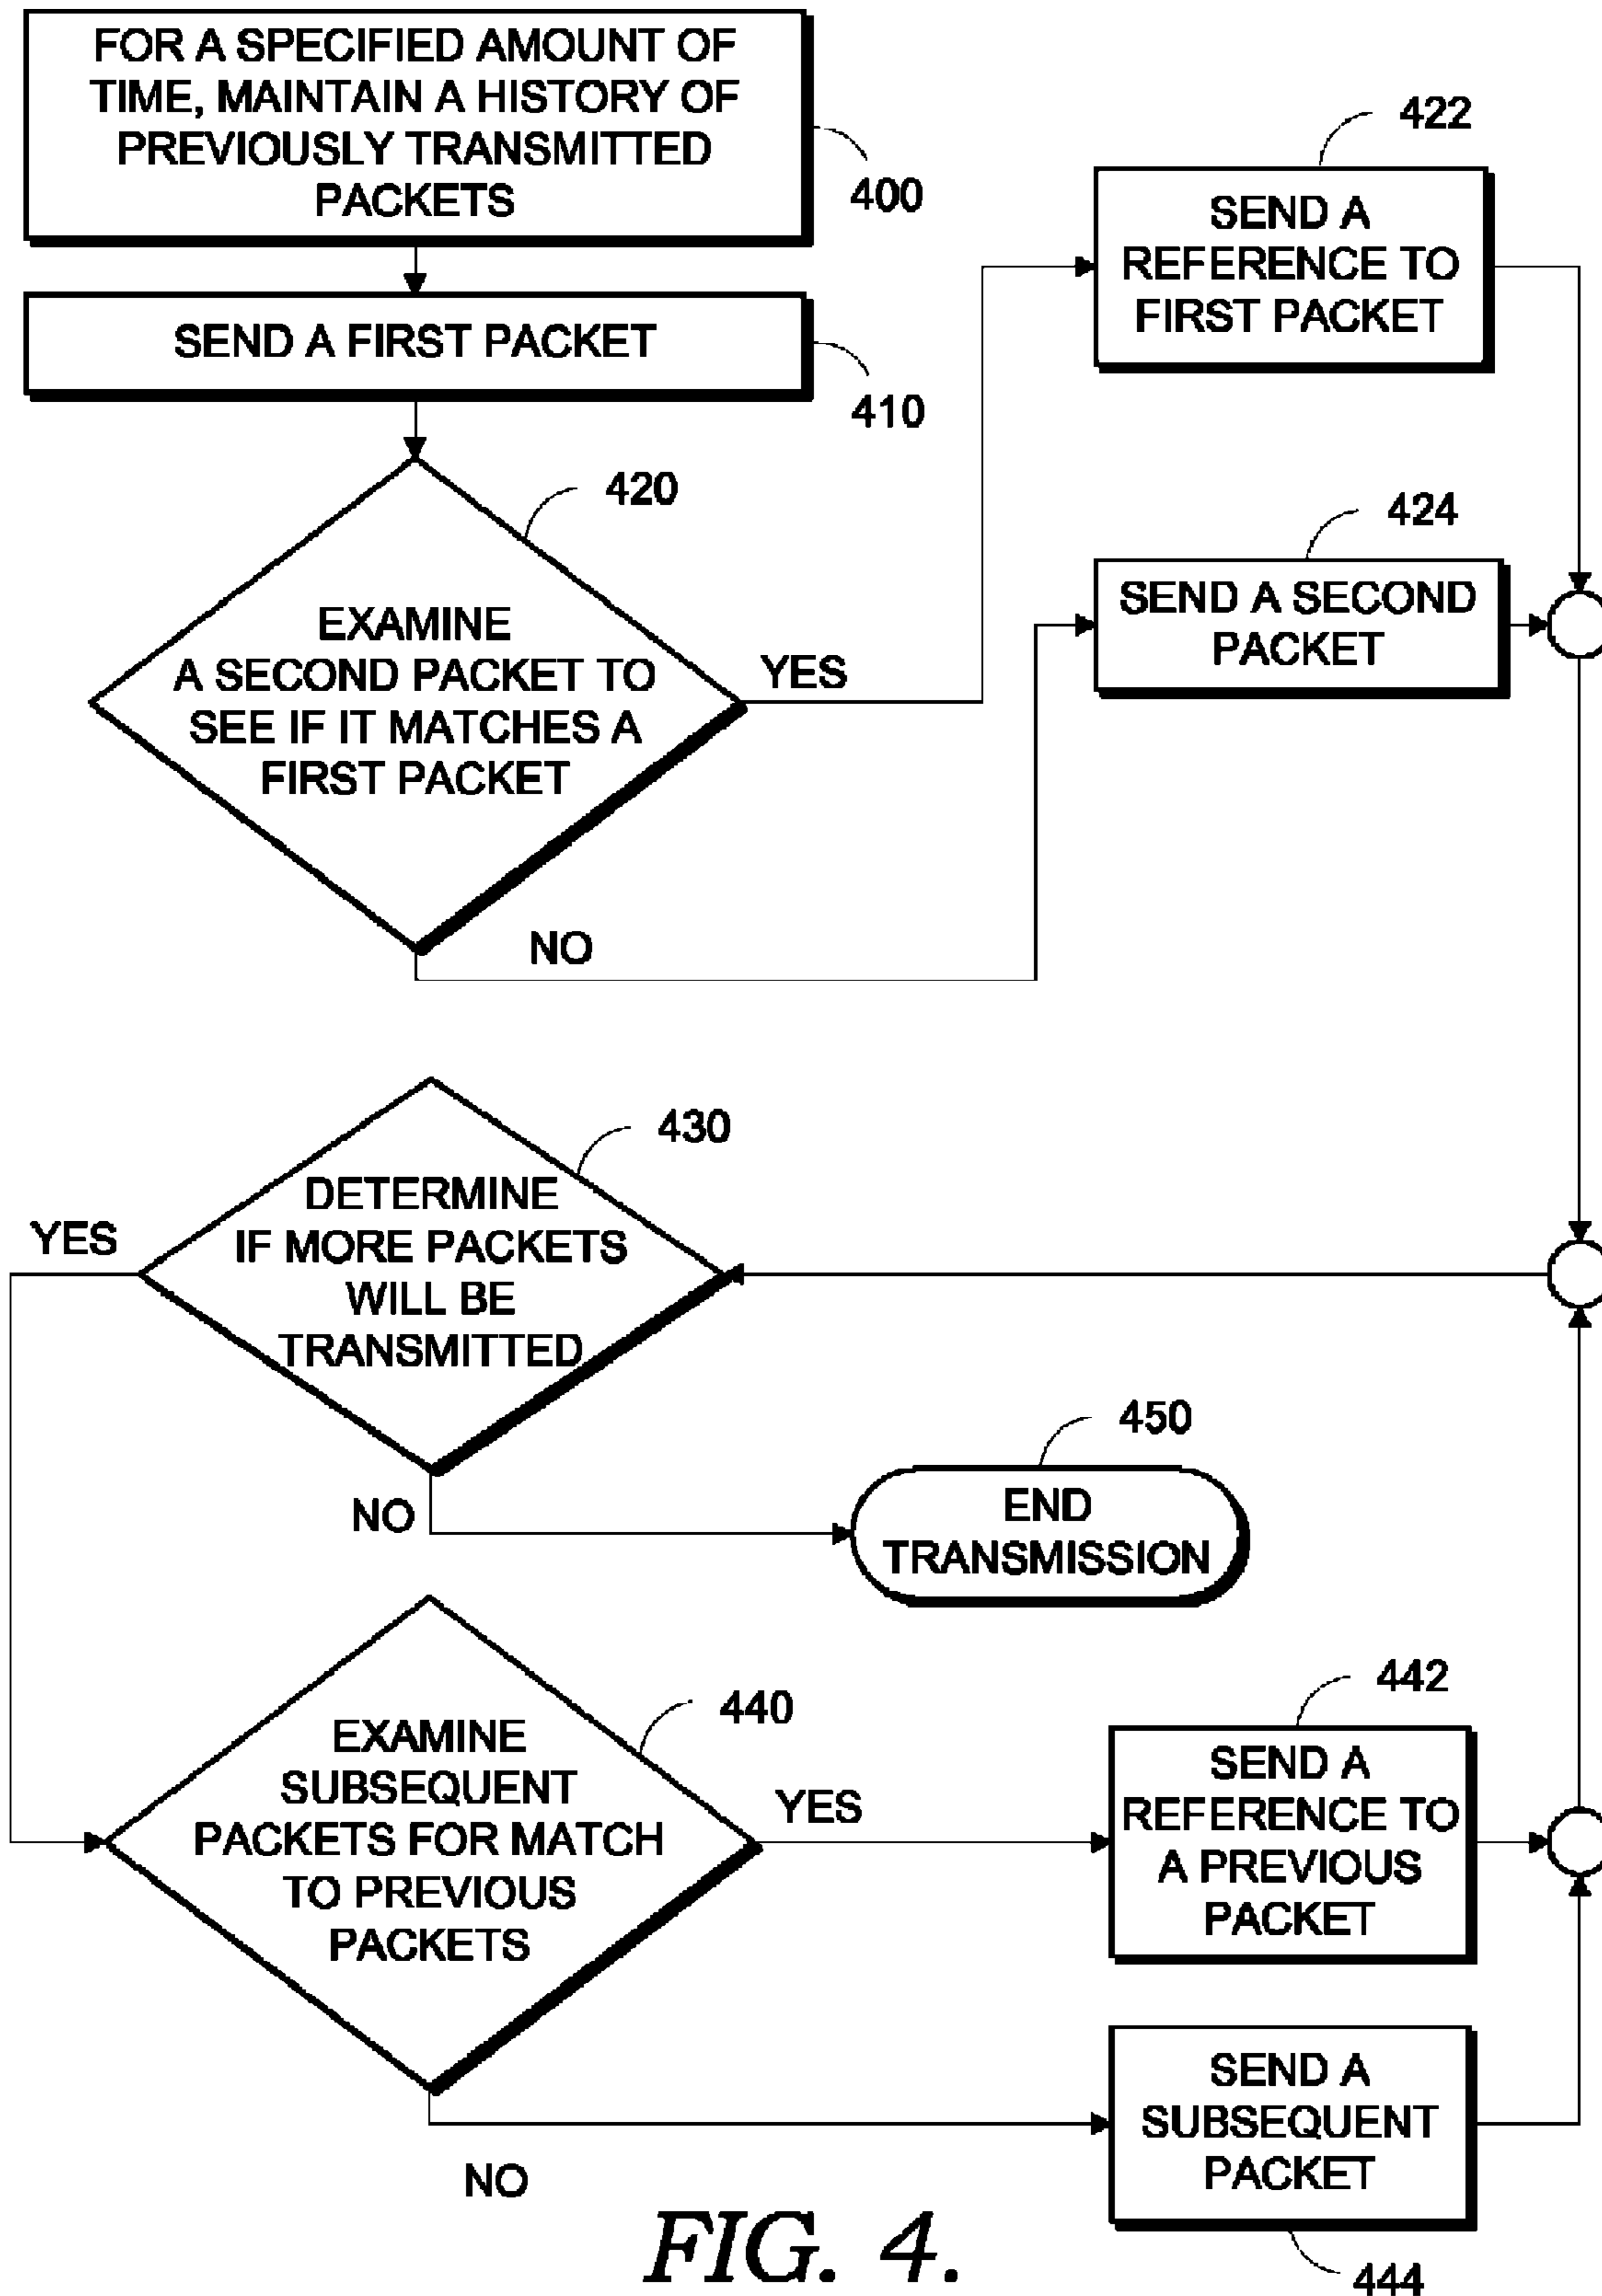 FOR A SPECIFIED AMOUNT OF
TIME, MAINTAIN A HISTORY OF
PREVIOUSLY TRANSMITTED
PACKETS
400
SEND A FIRST PACKET
410
420
EXAMINE
A SECOND PACKET TO
SEE IF IT MATCHES A
FIRST PACKET
YES
NO
422
SEND A
REFERENCE TO
FIRST PACKET
424
SEND A SECOND
PACKET
430
DETERMINE
IF MORE PACKETS
WILL BE
TRANSMITTED
YES
NO
450
END
TRANSMISSION
440
EXAMINE
SUBSEQUENT
PACKETS FOR MATCH
TO PREVIOUS
PACKETS
YES
NO
442
SEND A
REFERENCE TO
A PREVIOUS
PACKET
SEND A
SUBSEQUENT
PACKET
444
FIG. 4.